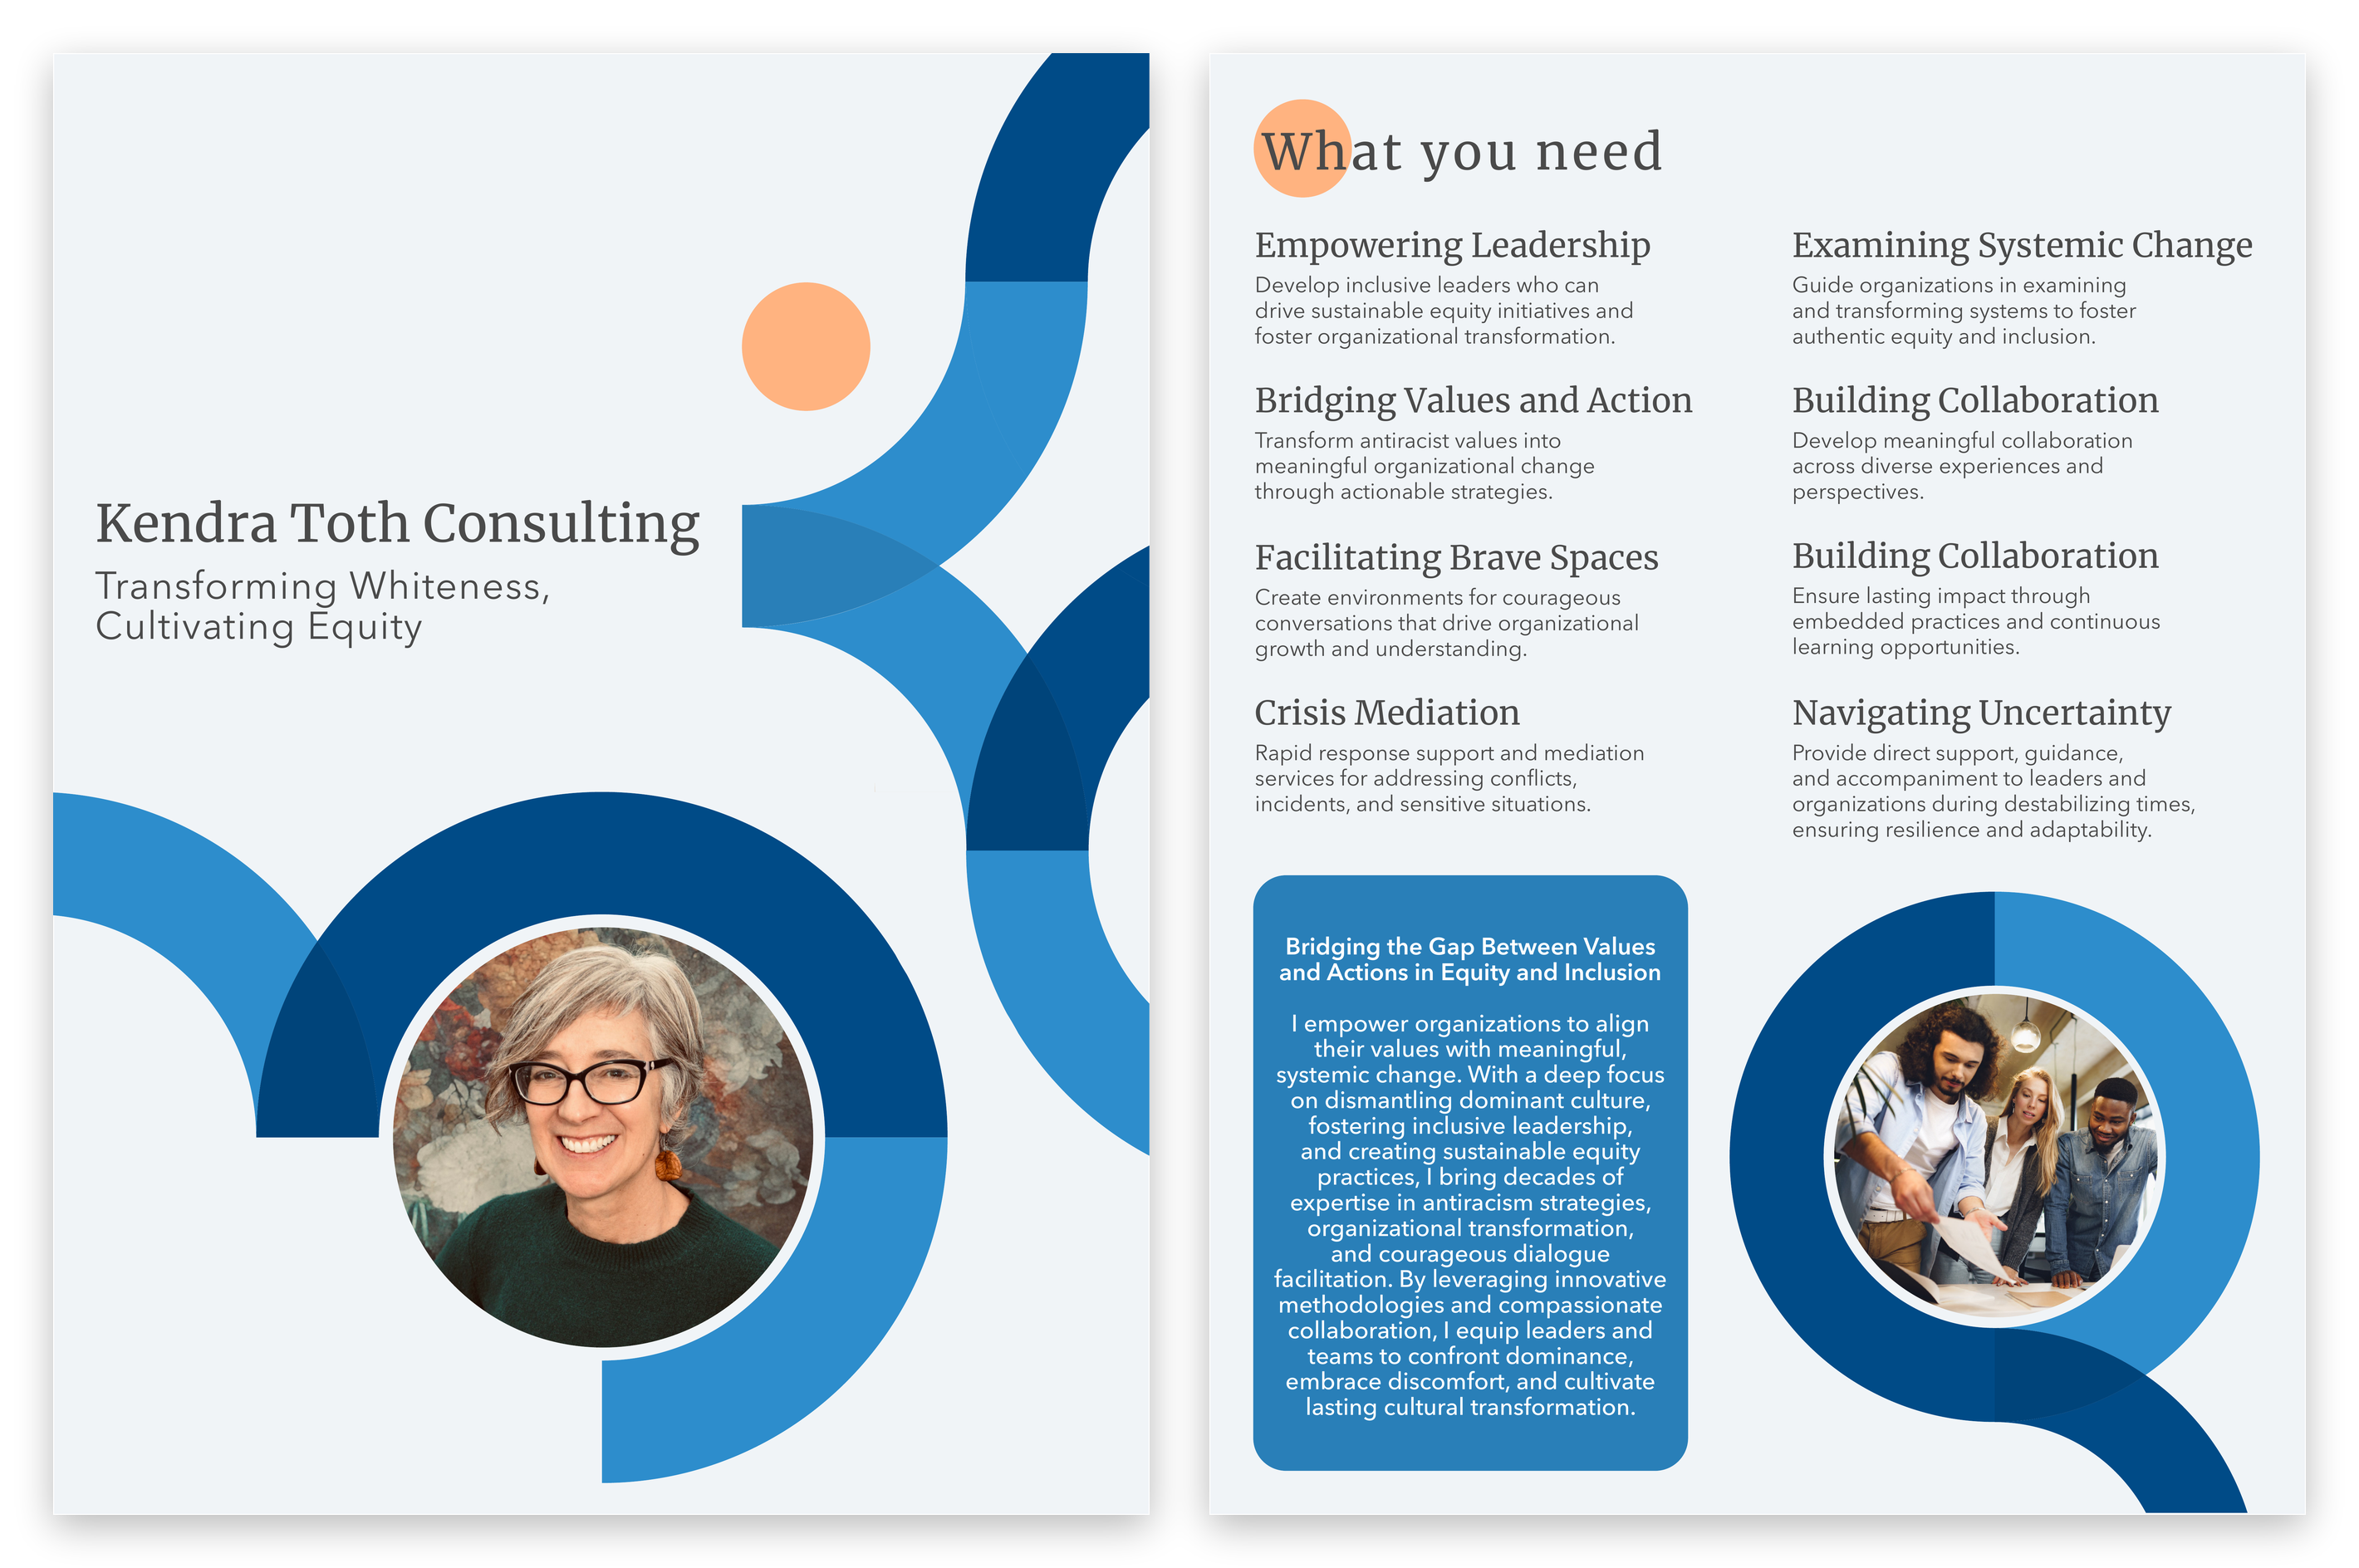 Kendra Toth Consulting
Transforming Whiteness,
Cultivating Equity
What you need
Empowering Leadership
Develop inclusive leaders who can
drive sustainable equity initiatives and
foster organizational transformation.
Bridging Values and Action
Transform antiracist values into
meaningful organizational change
through actionable strategies.
Facilitating Brave Spaces
Create environments for courageous
conversations that drive organizational
growth and understanding.
Crisis Mediation
Rapid response support and mediation
services for addressing conflicts,
incidents, and sensitive situations.
Examining Systemic Change
Guide organizations in examining
and transforming systems to foster
authentic equity and inclusion.
Building Collaboration
Develop meaningful collaboration
across diverse experiences and
perspectives.
Building Collaboration
Ensure lasting impact through
embedded practices and continuous
learning opportunities.
Navigating Uncertainty
Provide direct support, guidance,
and accompaniment to leaders and
organizations during destabilizing times,
ensuring resilience and adaptability.
Bridging the Gap Between Values
and Actions in Equity and Inclusion
I empower organizations to align
their values with meaningful,
systemic change. With a deep focus
on dismantling dominant culture,
fostering inclusive leadership,
and creating sustainable equity
practices, I bring decades of
expertise in antiracism strategies,
organizational transformation,
and courageous dialogue
facilitation. By leveraging innovative
methodologies and compassionate
collaboration, I equip leaders and
teams to confront dominance,
embrace discomfort, and cultivate
lasting cultural transformation.